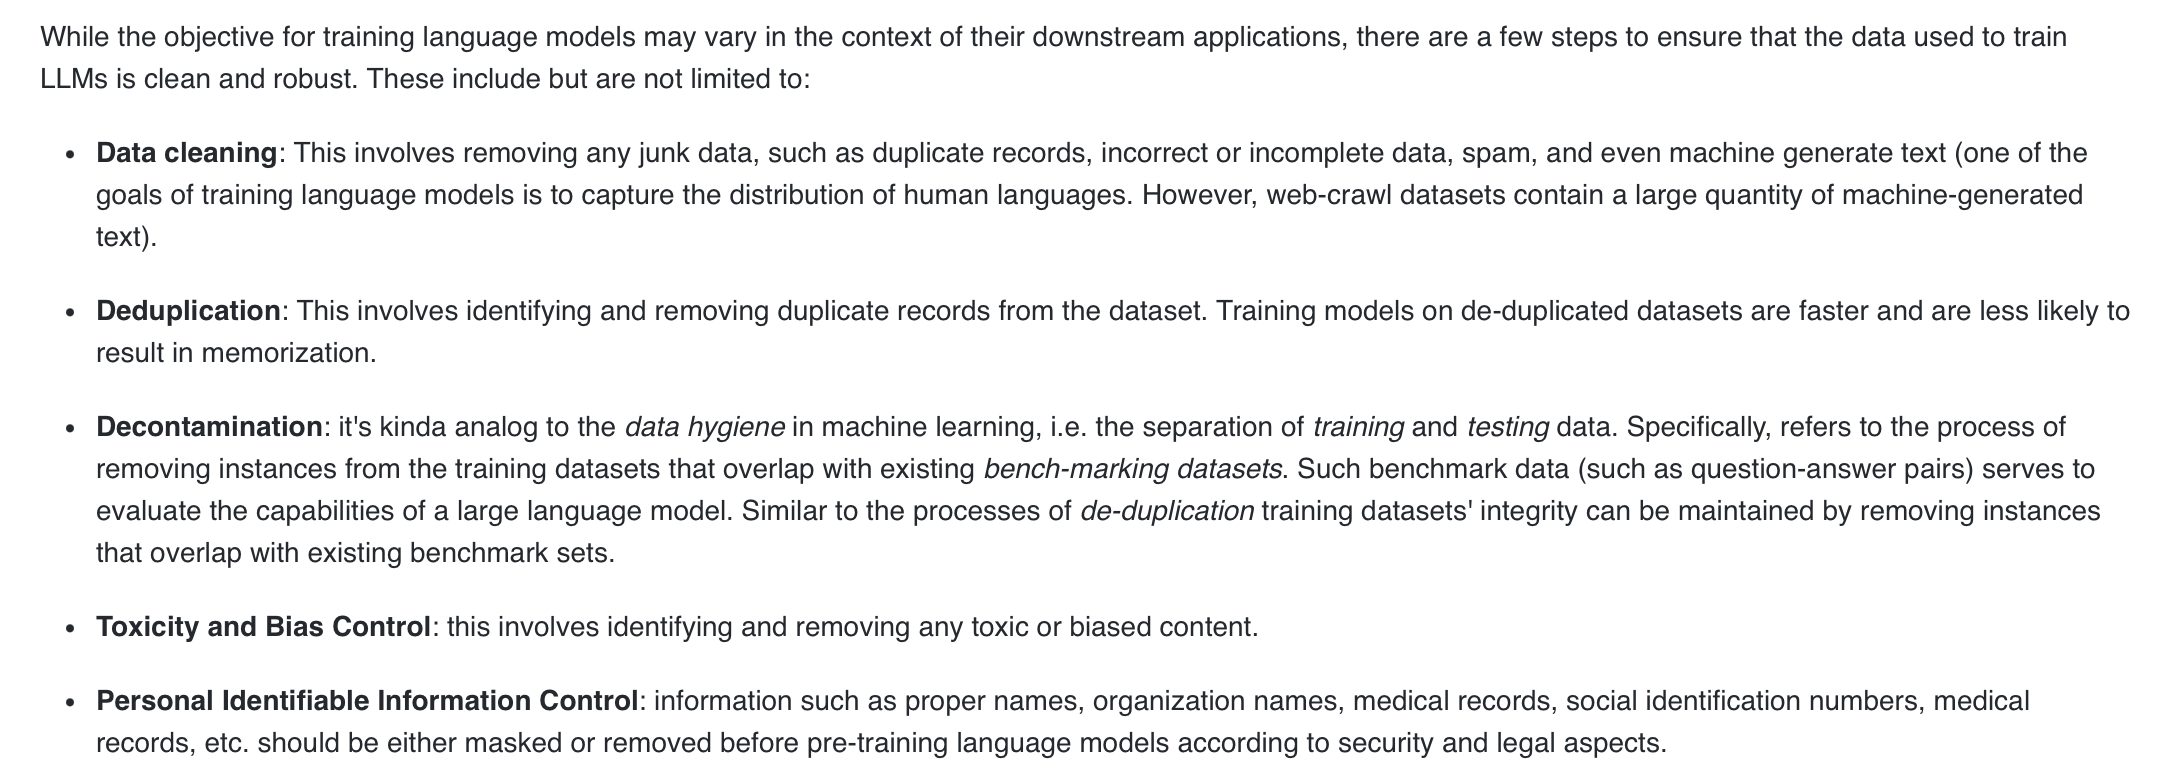 While the objective for training language models may vary in the context of their downstream applications, there are a few steps to ensure that the data used to train
LLMs is clean and robust. These include but are not limited to:
• Data cleaning: This involves removing any junk data, such as duplicate records, incorrect or incomplete data, spam, and even machine generate text (one of the
goals of training language models is to capture the distribution of human languages. However, web-crawl datasets contain a large quantity of machine-generated
text).
• Deduplication: This involves identifying and removing duplicate records from the dataset. Training models on de-duplicated datasets are faster and are less likely to
result in memorization.
• Decontamination: it's kinda analog to the data hygiene in machine learning, i.e. the separation of training and testing data. Specifically, refers to the process of
removing instances from the training datasets that overlap with existing bench-marking datasets. Such benchmark data (such as question-answer pairs) serves to
evaluate the capabilities of a large language model. Similar to the processes of de-duplication training datasets' integrity can be maintained by removing instances
that overlap with existing benchmark sets.
• Toxicity and Bias Control: this involves identifying and removing any toxic or biased content.
• Personal Identifiable Information Control: information such as proper names, organization names, medical records, social identification numbers, medical
records, etc. should be either masked or removed before pre-training language models according to security and legal aspects.